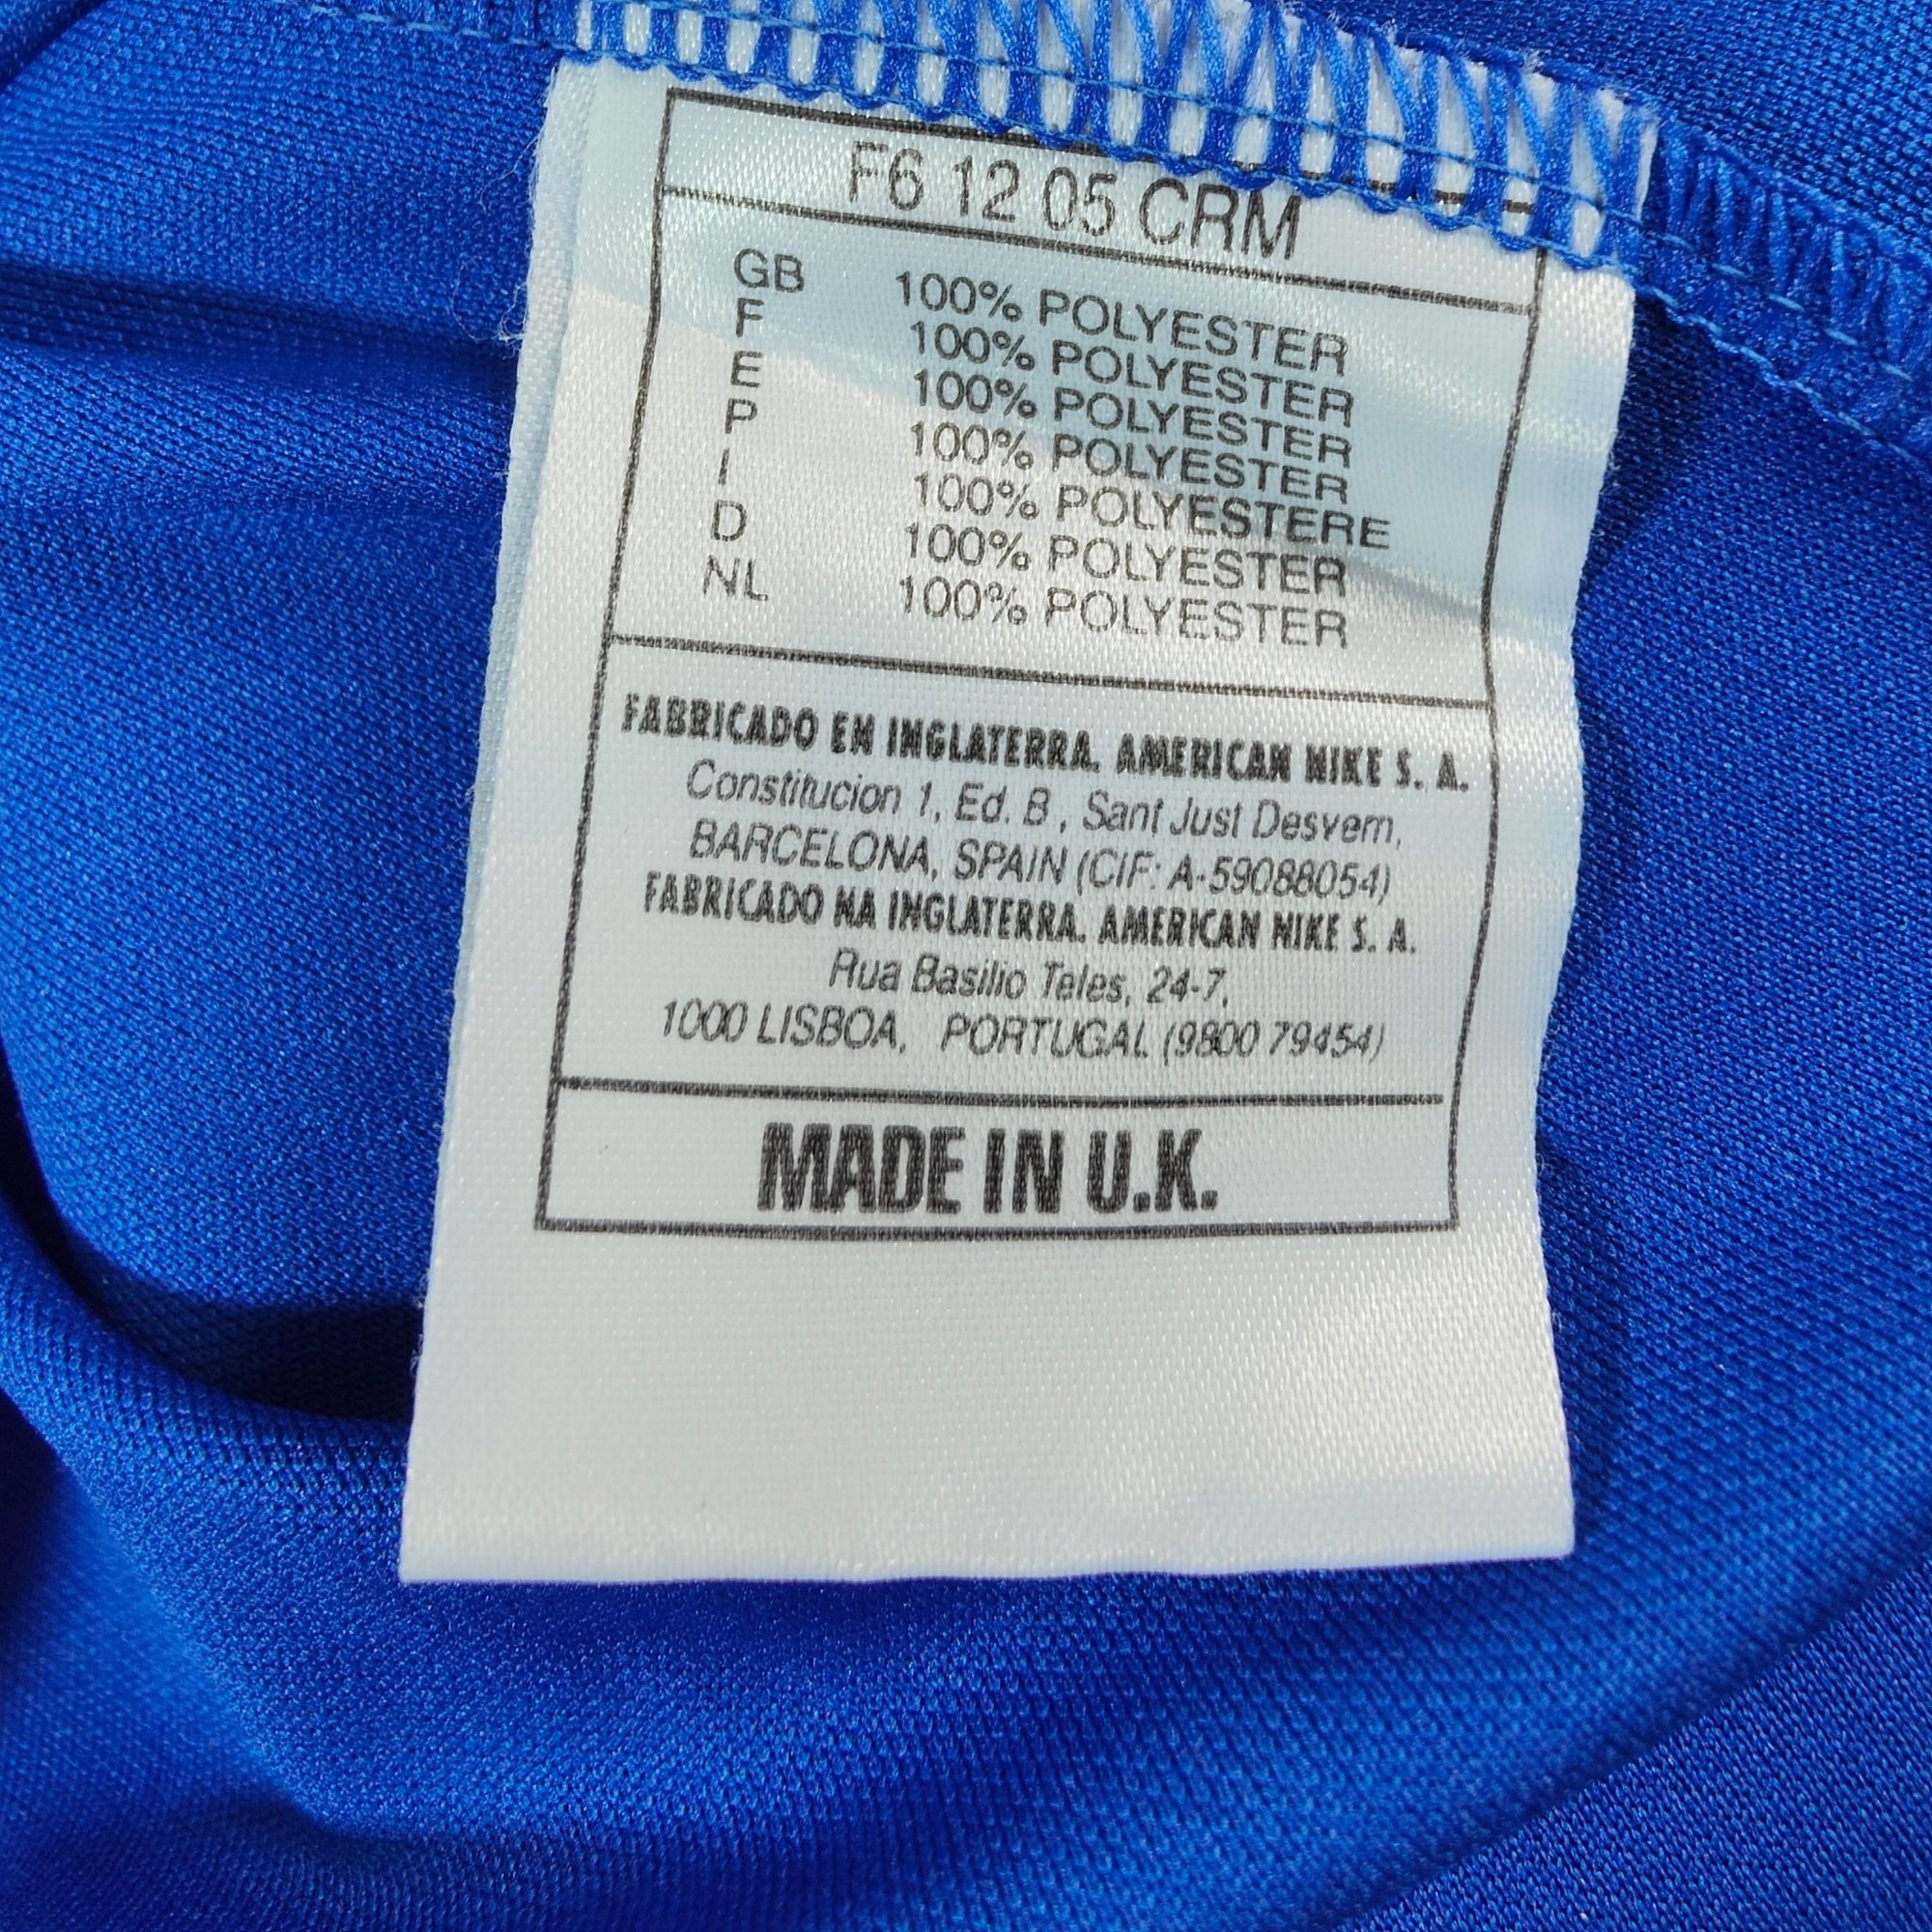 F6 12 05 CRM
GB 100% POLYESTER
F 100% POLYESTER
E 100% POLYESTER
P 100% POLYESTER
I 100% POLYESTERE
D 100% POLYESTER
NL 100% POLYESTER
FABRICADO EN INGLATERRA. AMERICAN NIKE S. A.
Constitucion 1, Ed. B , Sant Just Desvern,
BARCELONA, SPAIN (CIF: A-59088054)
FABRICADO NA INGLATERRA. AMERICAN NIKE S. A.
Rua Basilio Teles, 24-7,
1000 LISBOA, PORTUGAL (9800 79454)
MADE IN U.K.